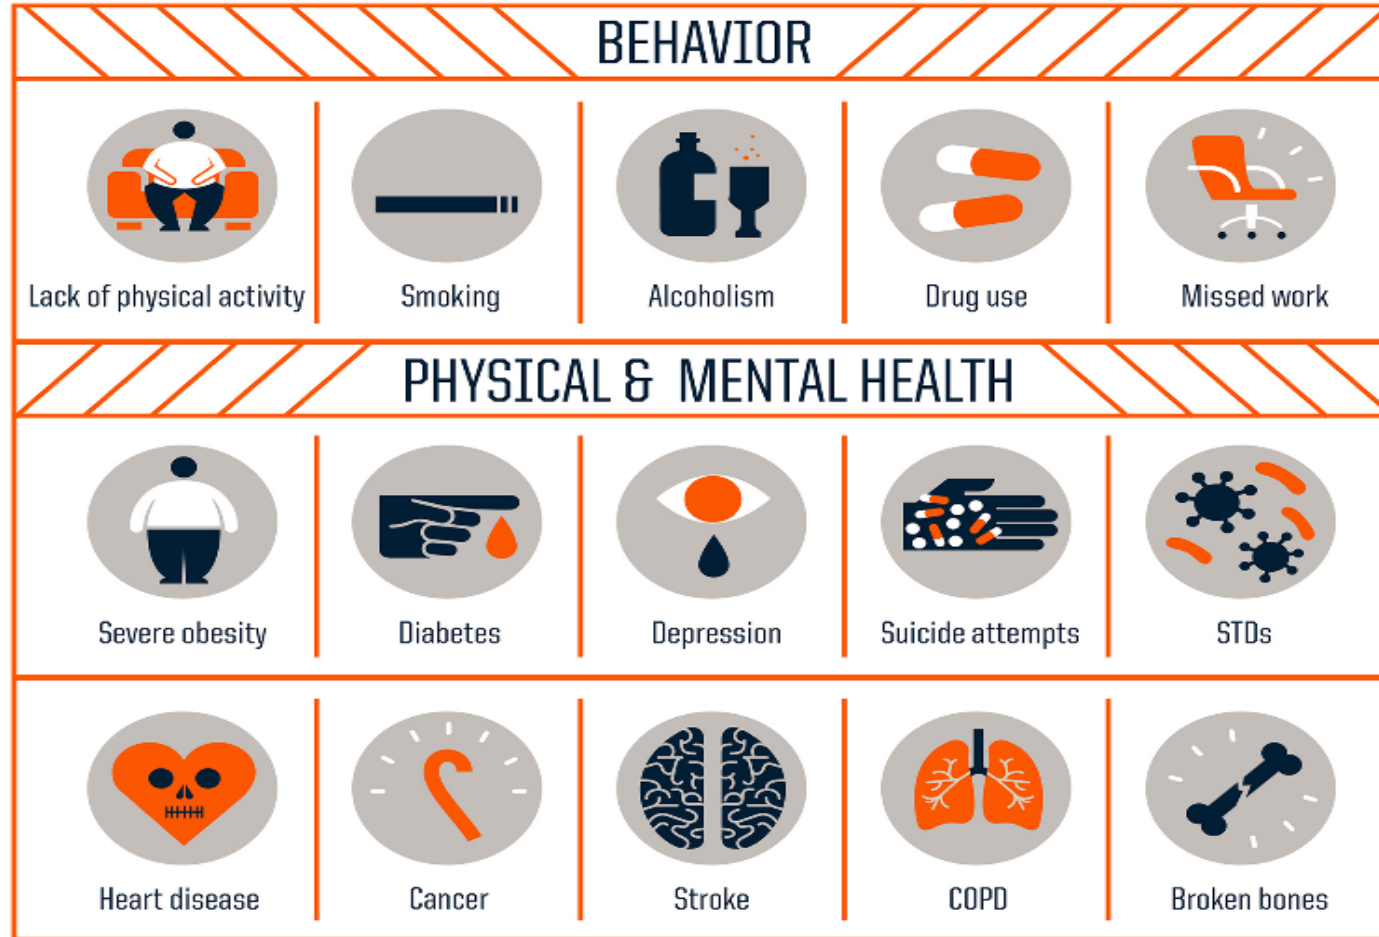 BEHAVIOR
Lack of physical activity
Smoking
Alcoholism
Drug use
Missed work
PHYSICAL & MENTAL HEALTH
Severe obesity
Diabetes
Depression
Suicide attempts
STDs
Heart disease
Cancer
Stroke
COPD
Broken bones